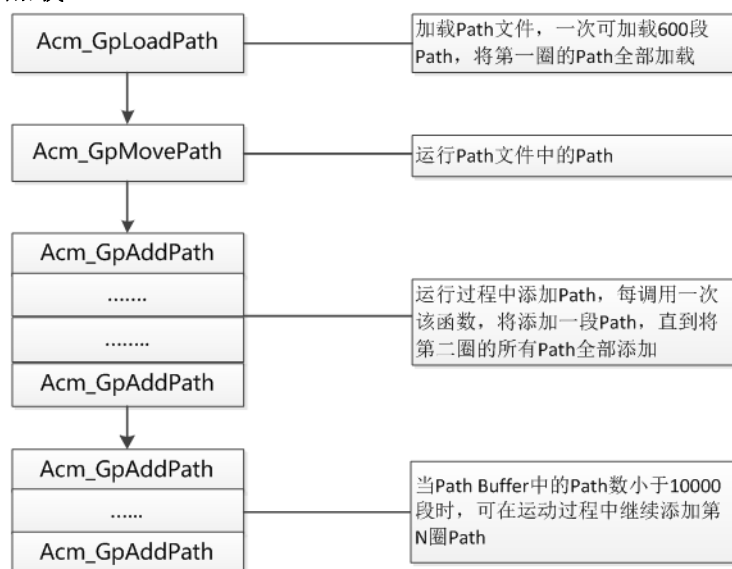 Acm_GpLoadPath
加载Path文件，一次可加载600段
Path，将第一圈的Path全部加载
Acm_GpMovePath
运行Path文件中的Path
Acm_GpAddPath
.......
........
Acm_GpAddPath
运行过程中添加Path，每调用一次
该函数，将添加一段Path，直到将
第二圈的所有Path全部添加
Acm_GpAddPath
......
Acm_GpAddPath
当Path Buffer中的Path数小于10000
段时，可在运动过程中继续添加第
N圈Path